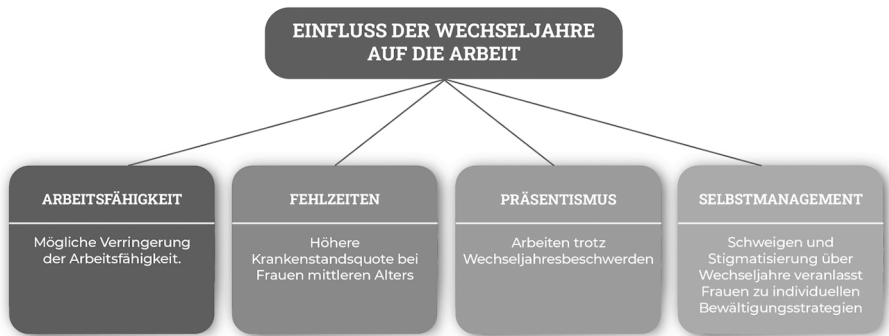 EINFLUSS DER WECHSELJAHRE
AUF DIE ARBEIT
ARBEITSFÄHIGKEIT
Mögliche Verringerung
der Arbeitsfähigkeit.
FEHLZEITEN
Höhere
Krankenstandsquote bei
Frauen mittleren Alters
PRÄSENTISMUS
Arbeiten trotz
Wechseljahresbeschwerden
SELBSTMANAGEMENT
Schweigen und
Stigmatisierung über
Wechseljahre veranlasst
Frauen zu individuellen
Bewältigungsstrategien